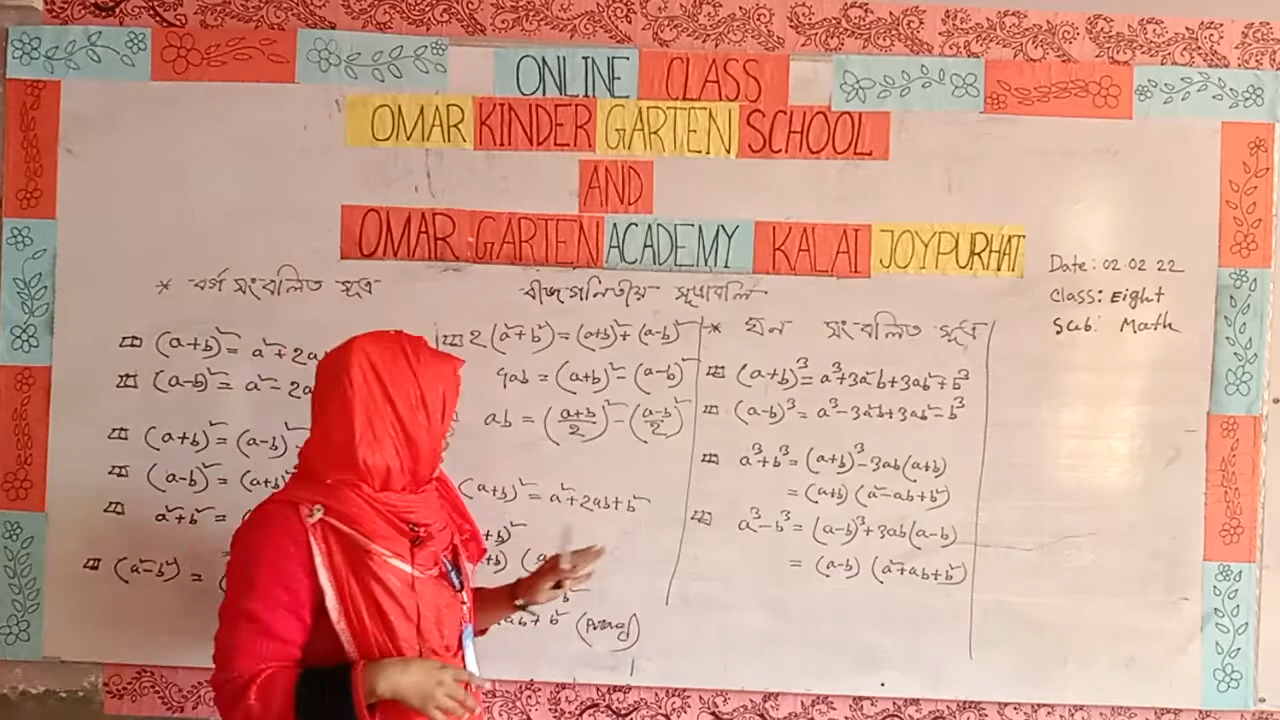 ONLINE CLASS
OMAR KINDER GARTEN SCHOOL
AND
OMAR GARTEN ACADEMY KALAI JOYPURHAT
Date: 02.02 22
Class: Eight
Sub: Math
বীজগনিতীয় সূত্রাবলি
* বর্গ সংবলিত সূত্র
(a+b)² = a²+2a
(a-b)² = a²-2a
(a+b)² = (a-b)²
(a-b)² = (a+b)
a²+b² =
(a²-b²) =
2(a²+b²) = (a+b)²+(a-b)²
4ab = (a+b)²-(a-b)²
ab = ((a+b)/2)²-((a-b)/2)²
(a+b)² = a²+2ab+b²
+b)²
+b) (a
b²
ab+b²
* ঘন সংবলিত সূত্র
(a+b)³ = a³+3a²b+3ab²+b³
(a-b)³ = a³-3a²b+3ab²-b³
a³+b³ = (a+b)³-3ab(a+b)
= (a+b) (a²-ab+b²)
a³-b³ = (a-b)³+3ab(a-b)
= (a-b) (a²+ab+b²)